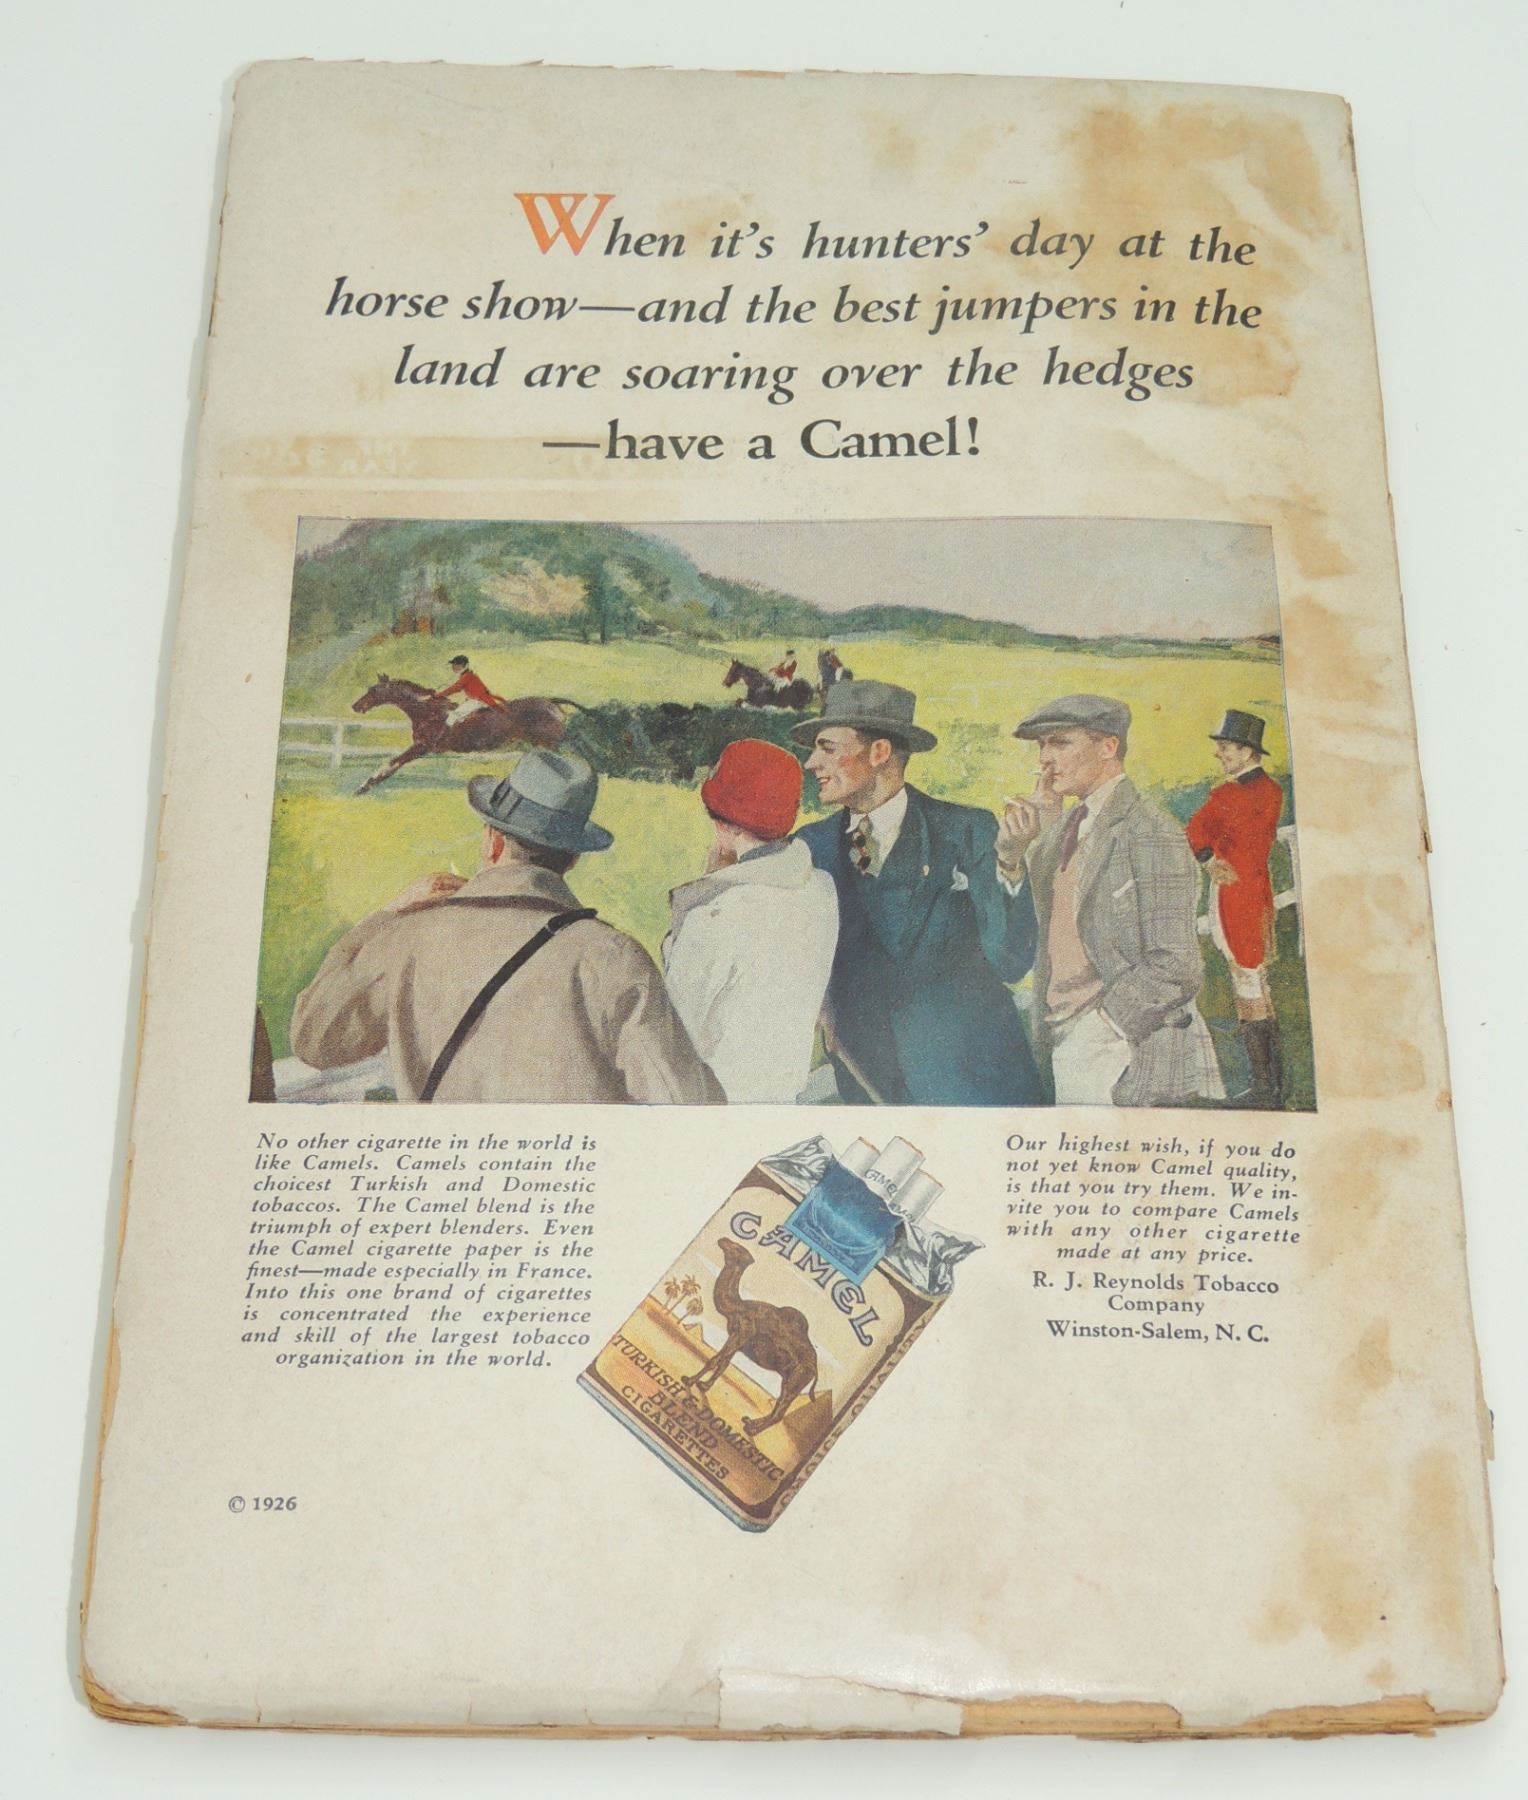 When it's hunters' day at the
horse show—and the best jumpers in the
land are soaring over the hedges
—have a Camel!
No other cigarette in the world is
like Camels. Camels contain the
choicest Turkish and Domestic
tobaccos. The Camel blend is the
triumph of expert blenders. Even
the Camel cigarette paper is the
finest—made especially in France.
Into this one brand of cigarettes
is concentrated the experience
and skill of the largest tobacco
organization in the world.
CAMEL
CAMEL
TURKISH & DOMESTIC
BLEND
CIGARETTES
CHOICE QUALITY
Our highest wish, if you do
not yet know Camel quality,
is that you try them. We in-
vite you to compare Camels
with any other cigarette
made at any price.
R. J. Reynolds Tobacco
Company
Winston-Salem, N. C.
© 1926